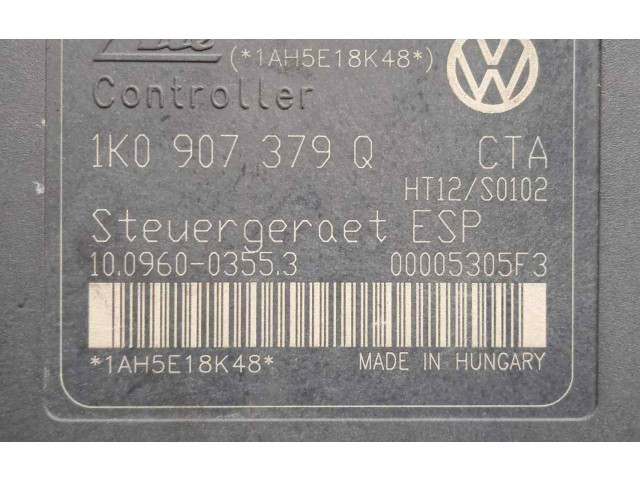 Ate (*1AH5E18K48*)
Controller
1K0 907 379 Q CTA
HT12/S0102
Steuergeraet ESP
10.0960-0355.3 00005305F3
*1AH5E18K48* MADE IN HUNGARY